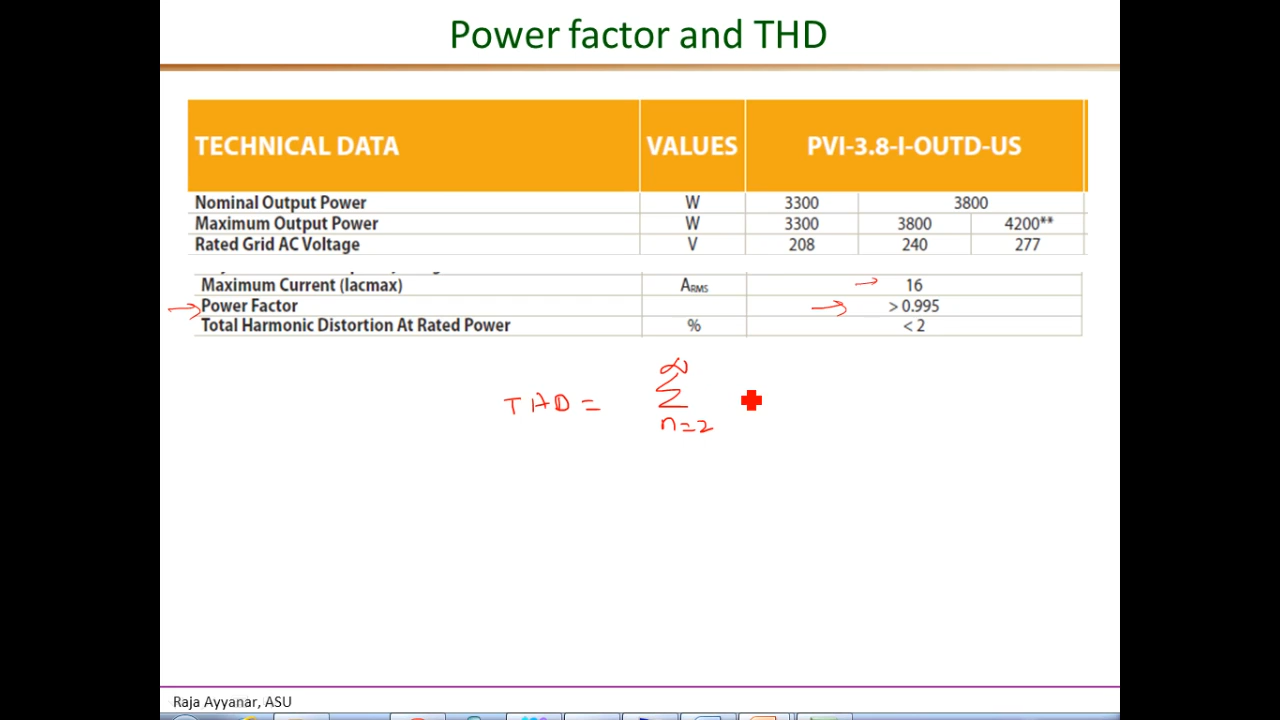 Power factor and THD
TECHNICAL DATA VALUES PVI-3.8-I-OUTD-US
Nominal Output Power W 3300 3800
Maximum Output Power W 3300 3800 4200**
Rated Grid AC Voltage V 208 240 277
Maximum Current (Iacmax) ARMS → 16
→ Power Factor → > 0.995
Total Harmonic Distortion At Rated Power % < 2
∞
THD = Σ
n=2
Raja Ayyanar, ASU